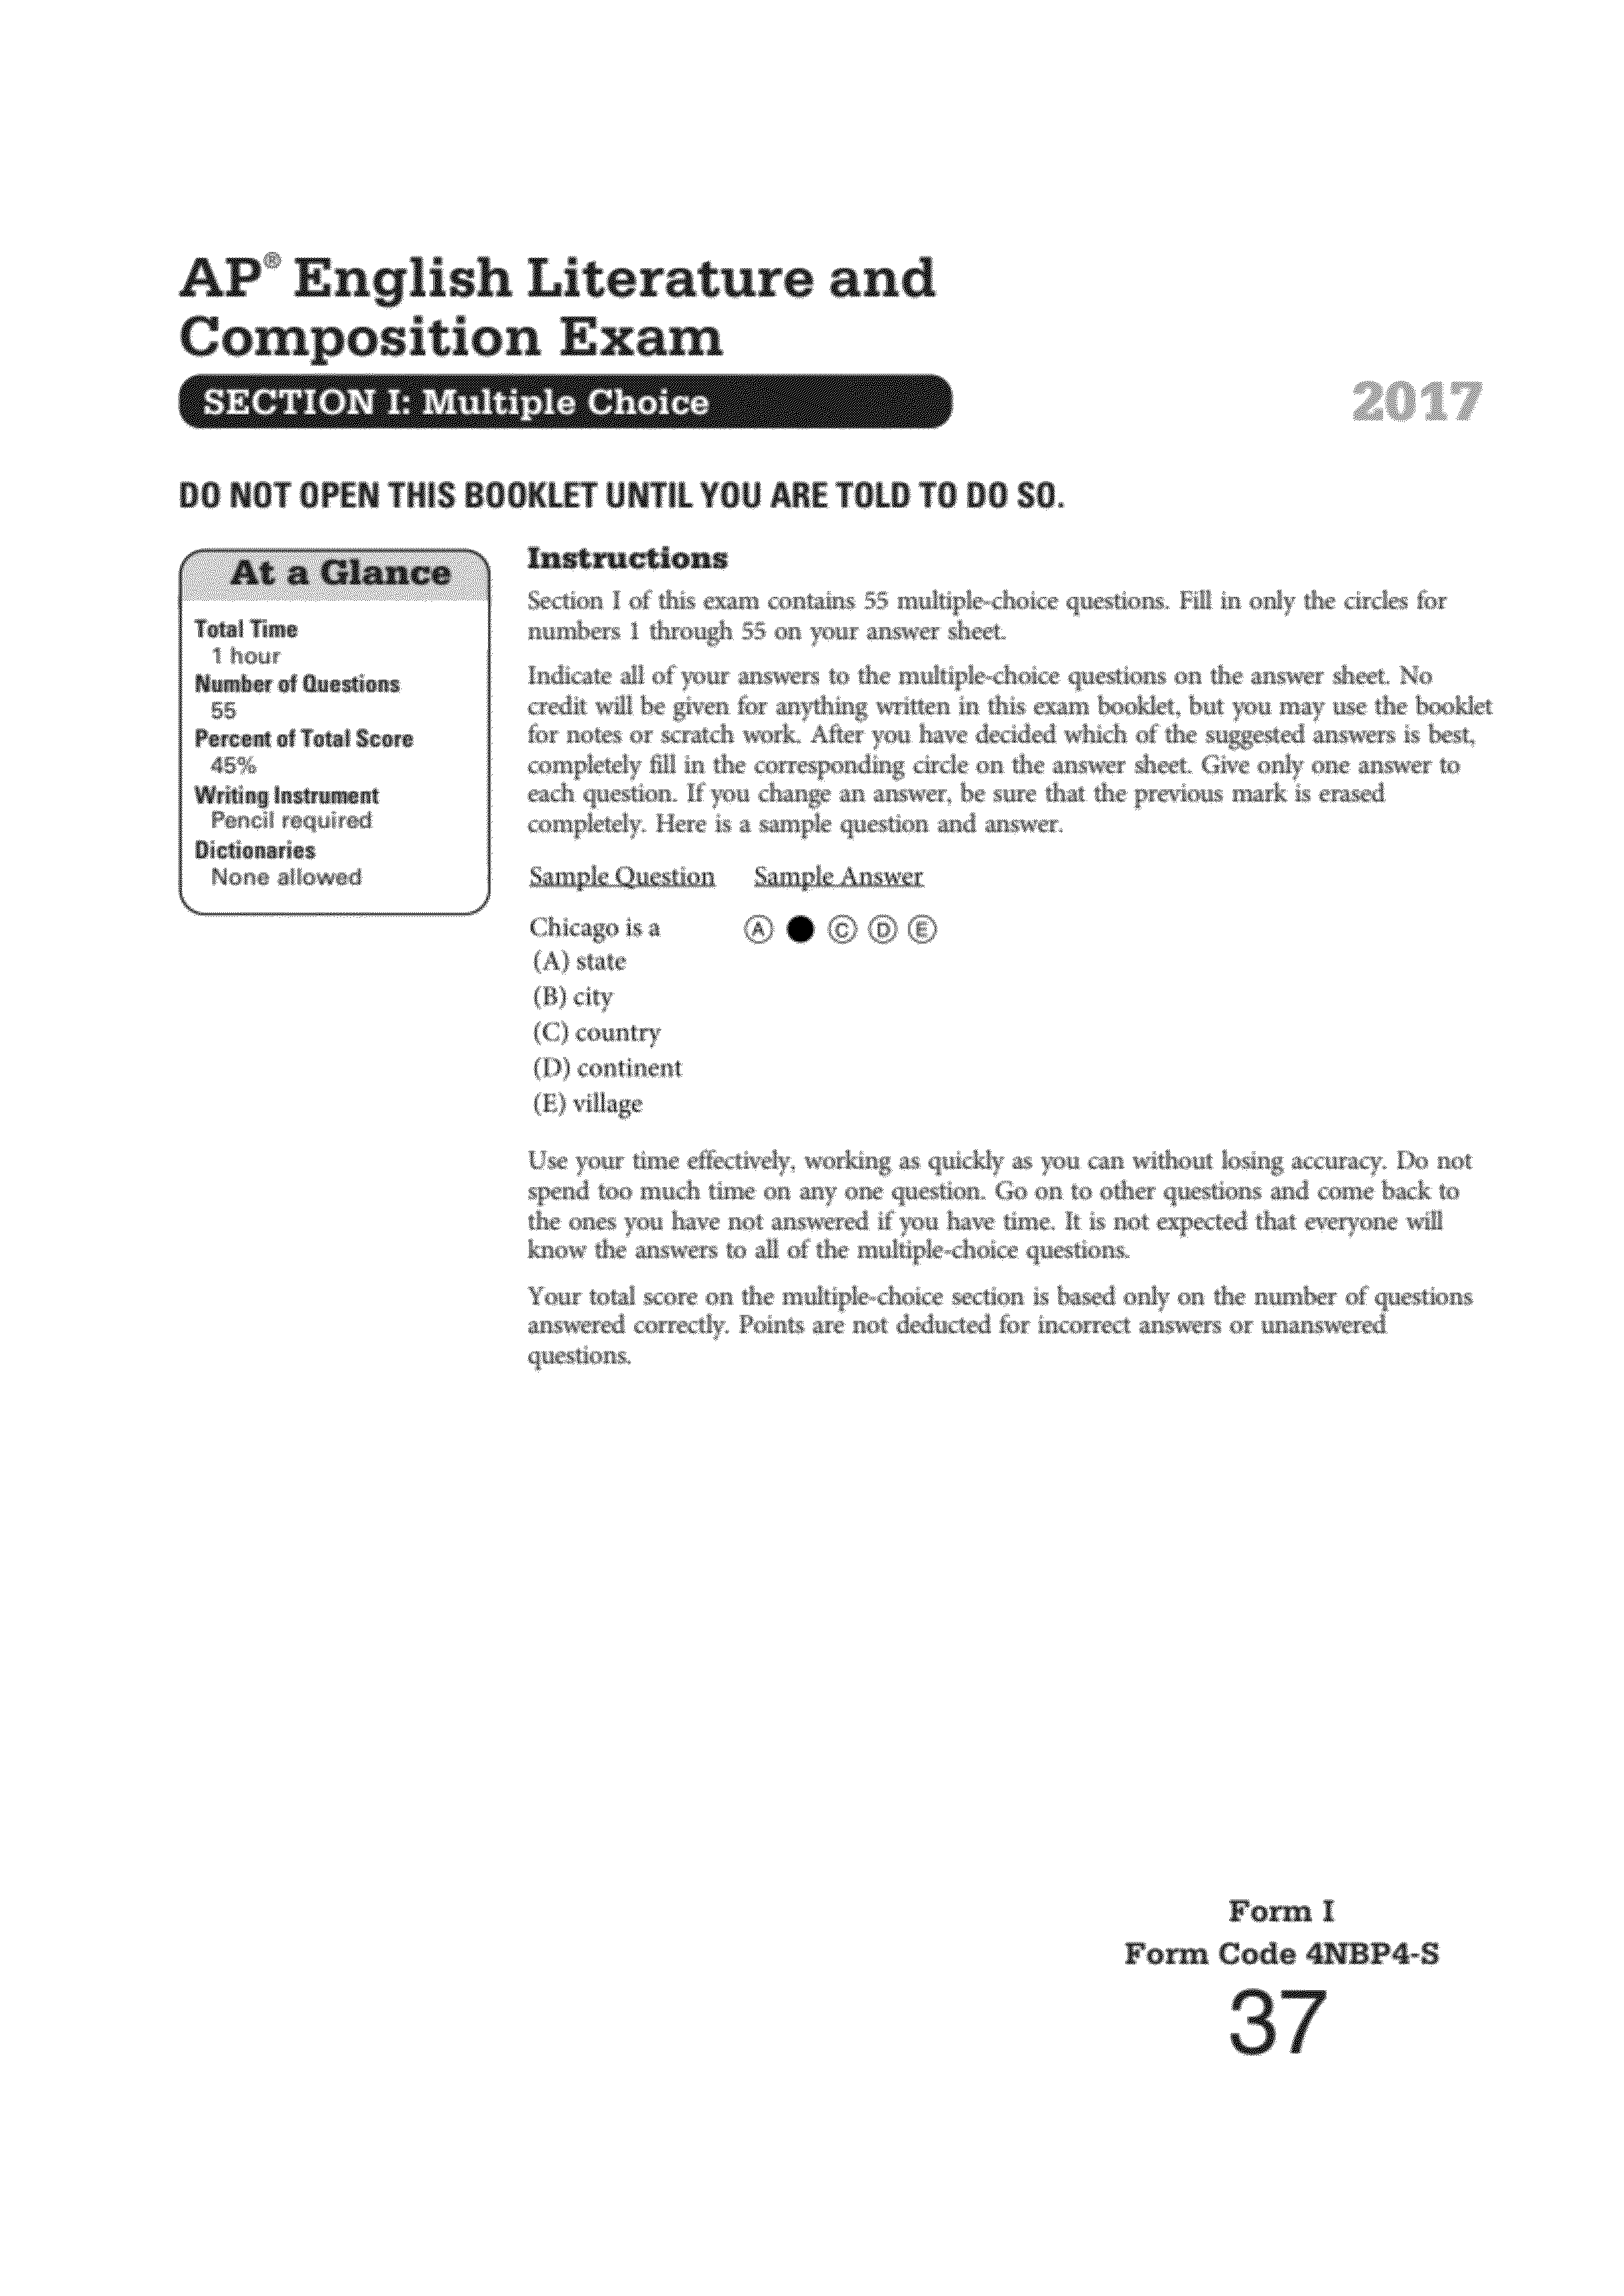 AP® English Literature and
Composition Exam
SECTION I: Multiple Choice
2017
DO NOT OPEN THIS BOOKLET UNTIL YOU ARE TOLD TO DO SO.
At a Glance
Total Time
1 hour
Number of Questions
55
Percent of Total Score
45%
Writing Instrument
Pencil required
Dictionaries
None allowed
Instructions
Section I of this exam contains 55 multiple-choice questions. Fill in only the circles for
numbers 1 through 55 on your answer sheet.
Indicate all of your answers to the multiple-choice questions on the answer sheet. No
credit will be given for anything written in this exam booklet, but you may use the booklet
for notes or scratch work. After you have decided which of the suggested answers is best,
completely fill in the corresponding circle on the answer sheet. Give only one answer to
each question. If you change an answer, be sure that the previous mark is erased
completely. Here is a sample question and answer.
Sample Question Sample Answer
Chicago is a A C D E
(A) state
(B) city
(C) country
(D) continent
(E) village
Use your time effectively, working as quickly as you can without losing accuracy. Do not
spend too much time on any one question. Go on to other questions and come back to
the ones you have not answered if you have time. It is not expected that everyone will
know the answers to all of the multiple-choice questions.
Your total score on the multiple-choice section is based only on the number of questions
answered correctly. Points are not deducted for incorrect answers or unanswered
questions.
Form I
Form Code 4NBP4-S
37